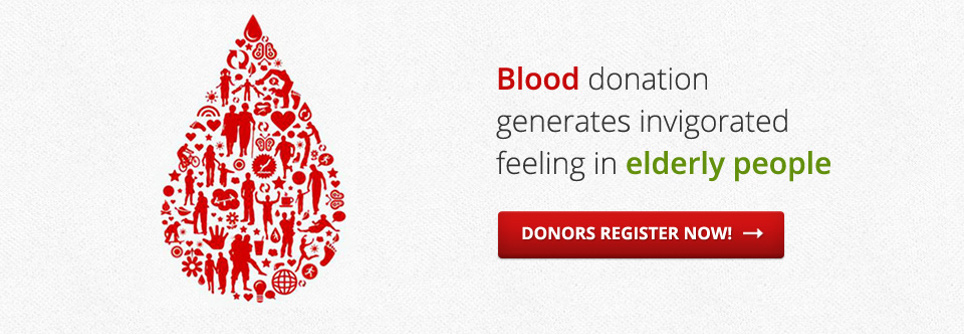 Blood donation
generates invigorated
feeling in elderly people
DONORS REGISTER NOW! →